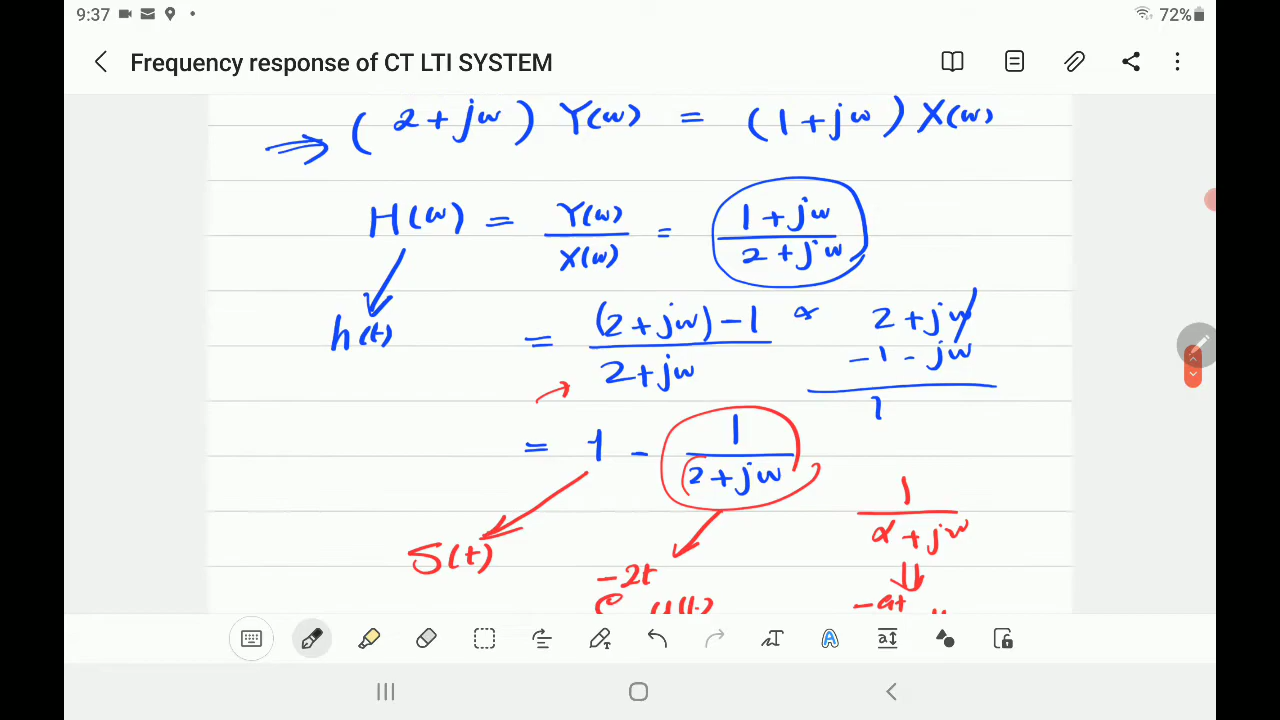 9:37
72%
Frequency response of CT LTI SYSTEM
⇒ (2 + jω) Y(ω) = (1 + jω) X(ω)
H(ω) = Y(ω) / X(ω) = (1 + jω) / (2 + jω)
h(t)
= ((2 + jω) - 1) / (2 + jω)
2 + jω
-1 - jω
1
= 1 - 1 / (2 + jω)
1 / (α + jω)
δ(t)
e^-2t u(t)
-at